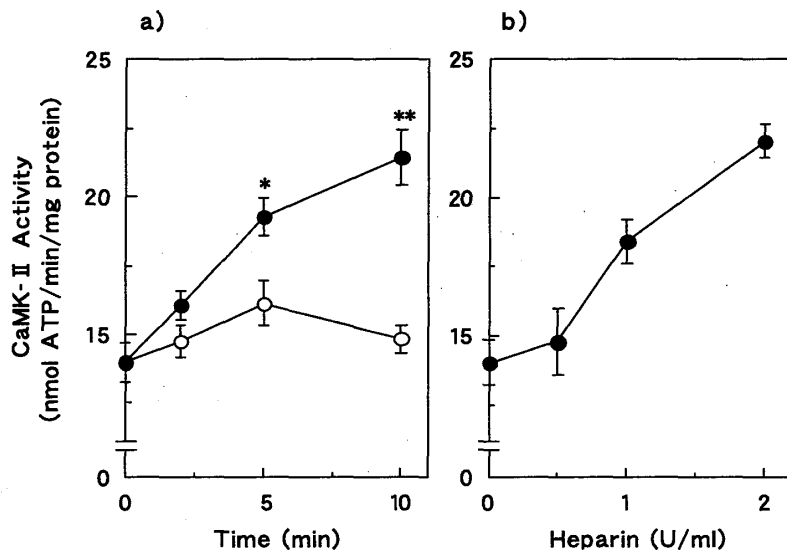 a)
b)
CaMK-Ⅱ Activity
(nmol ATP/min/mg protein)
25
20
15
0
*
**
0
5
10
Time (min)
25
20
15
0
0
1
2
Heparin (U/ml)